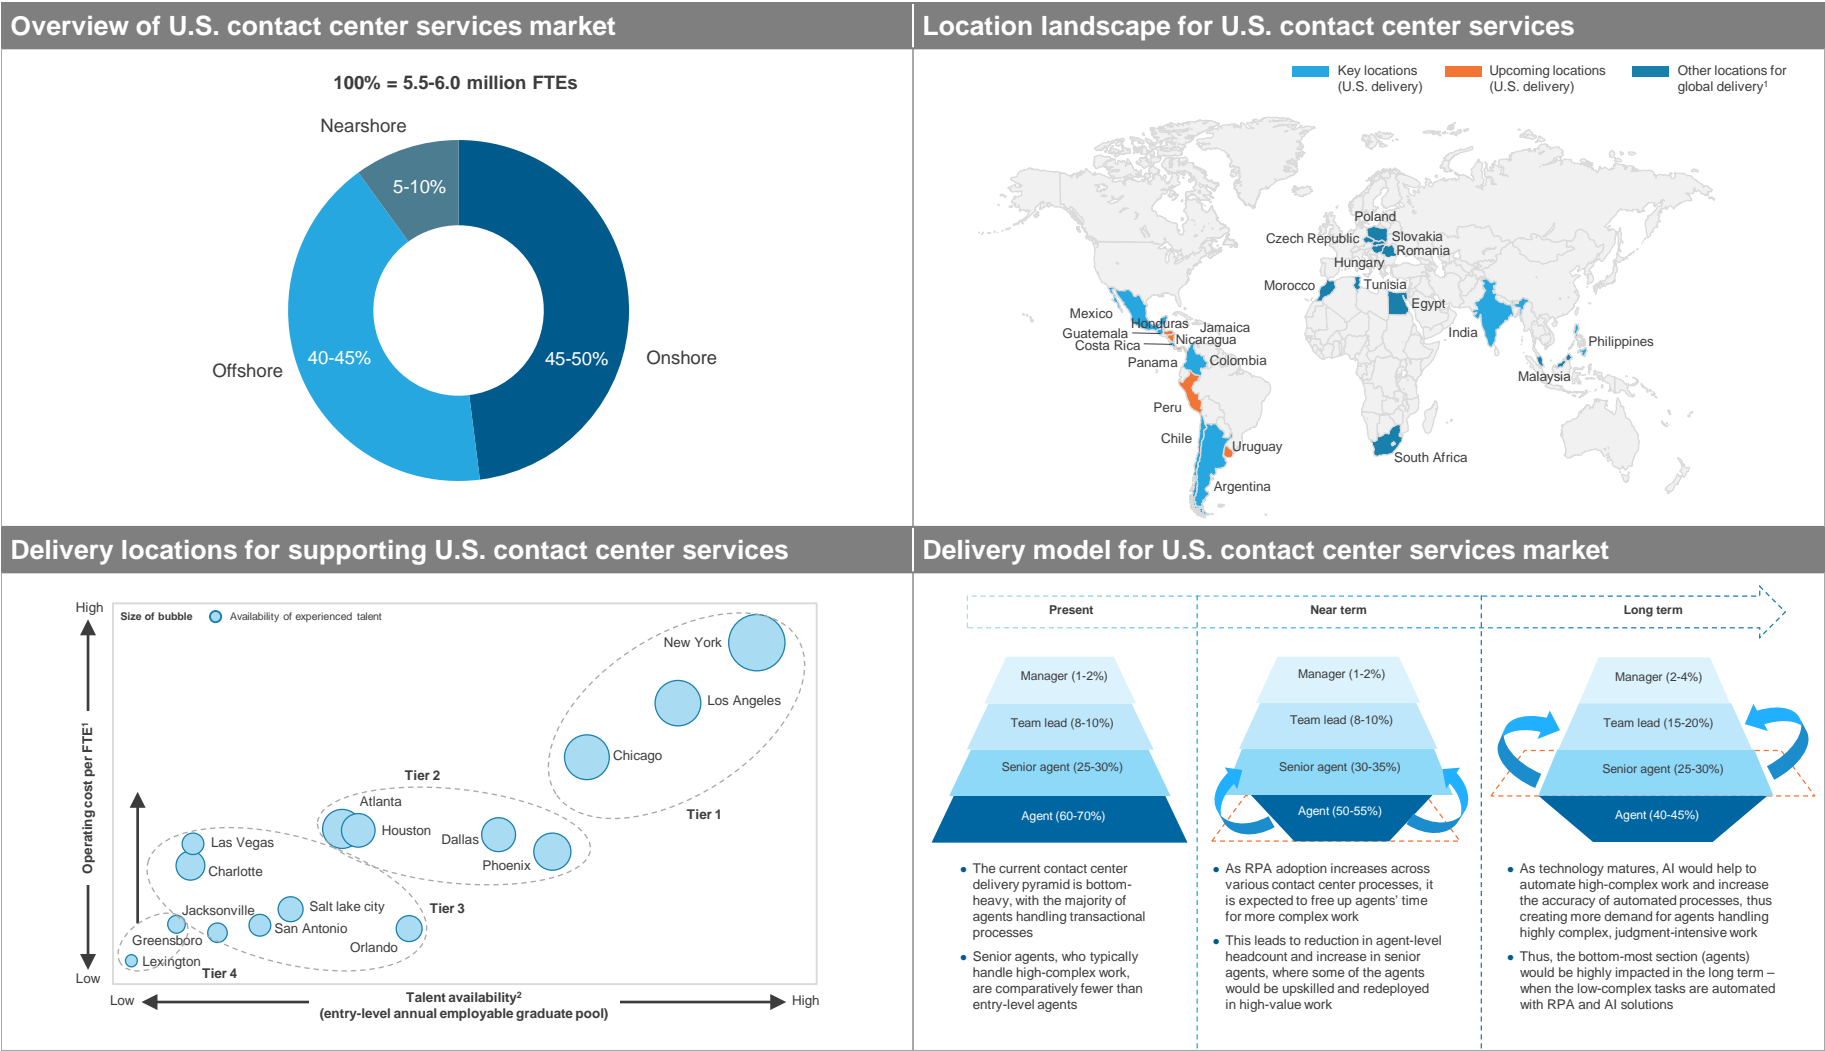 Overview of U.S. contact center services market
100% = 5.5-6.0 million FTEs
Nearshore
5-10%
Offshore
40-45%
45-50%
Onshore
Location landscape for U.S. contact center services
Key locations
(U.S. delivery)
Upcoming locations
(U.S. delivery)
Other locations for
global delivery¹
Poland
Czech Republic
Slovakia
Romania
Hungary
Morocco
Tunisia
Egypt
Mexico
Honduras
Jamaica
Guatemala
Nicaragua
Costa Rica
Panama
Colombia
India
Philippines
Malaysia
Peru
Chile
Uruguay
South Africa
Argentina
Delivery locations for supporting U.S. contact center services
High
Size of bubble
Availability of experienced talent
New York
Los Angeles
Chicago
Tier 1
Operating cost per FTE¹
Tier 2
Atlanta
Houston
Dallas
Phoenix
Las Vegas
Charlotte
Jacksonville
Salt lake city
Tier 3
San Antonio
Greensboro
Orlando
Lexington
Tier 4
Low
Low
Talent availability²
(entry-level annual employable graduate pool)
High
Delivery model for U.S. contact center services market
Present
Near term
Long term
Manager (1-2%)
Team lead (8-10%)
Senior agent (25-30%)
Agent (60-70%)
Manager (1-2%)
Team lead (8-10%)
Senior agent (30-35%)
Agent (50-55%)
Manager (2-4%)
Team lead (15-20%)
Senior agent (25-30%)
Agent (40-45%)
● The current contact center
delivery pyramid is bottom-
heavy, with the majority of
agents handling transactional
processes
● Senior agents, who typically
handle high-complex work,
are comparatively fewer than
entry-level agents
● As RPA adoption increases across
various contact center processes, it
is expected to free up agents' time
for more complex work
● This leads to reduction in agent-level
headcount and increase in senior
agents, where some of the agents
would be upskilled and redeployed
in high-value work
● As technology matures, AI would help to
automate high-complex work and increase
the accuracy of automated processes, thus
creating more demand for agents handling
highly complex, judgment-intensive work
● Thus, the bottom-most section (agents)
would be highly impacted in the long term –
when the low-complex tasks are automated
with RPA and AI solutions